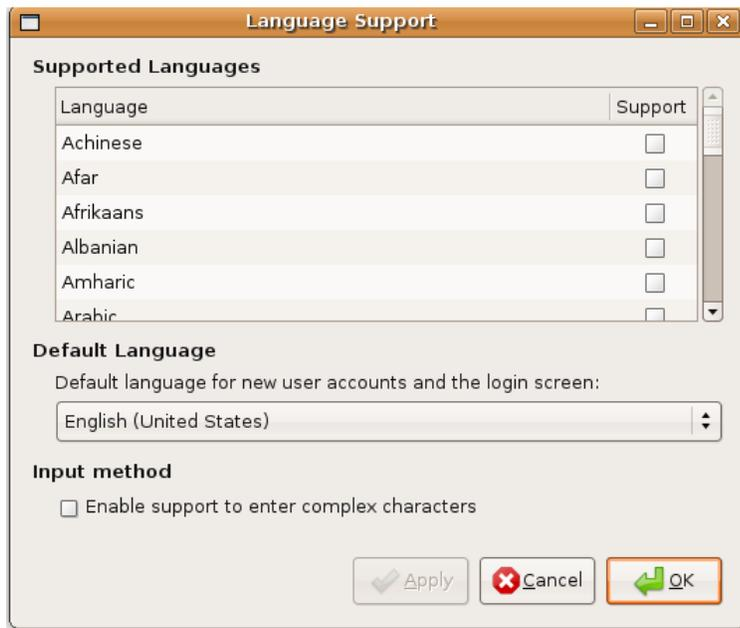 Language Support
Supported Languages
Language Support
Achinese
Afar
Afrikaans
Albanian
Amharic
Arabic
Default Language
Default language for new user accounts and the login screen:
English (United States)
Input method
Enable support to enter complex characters
Apply Cancel OK